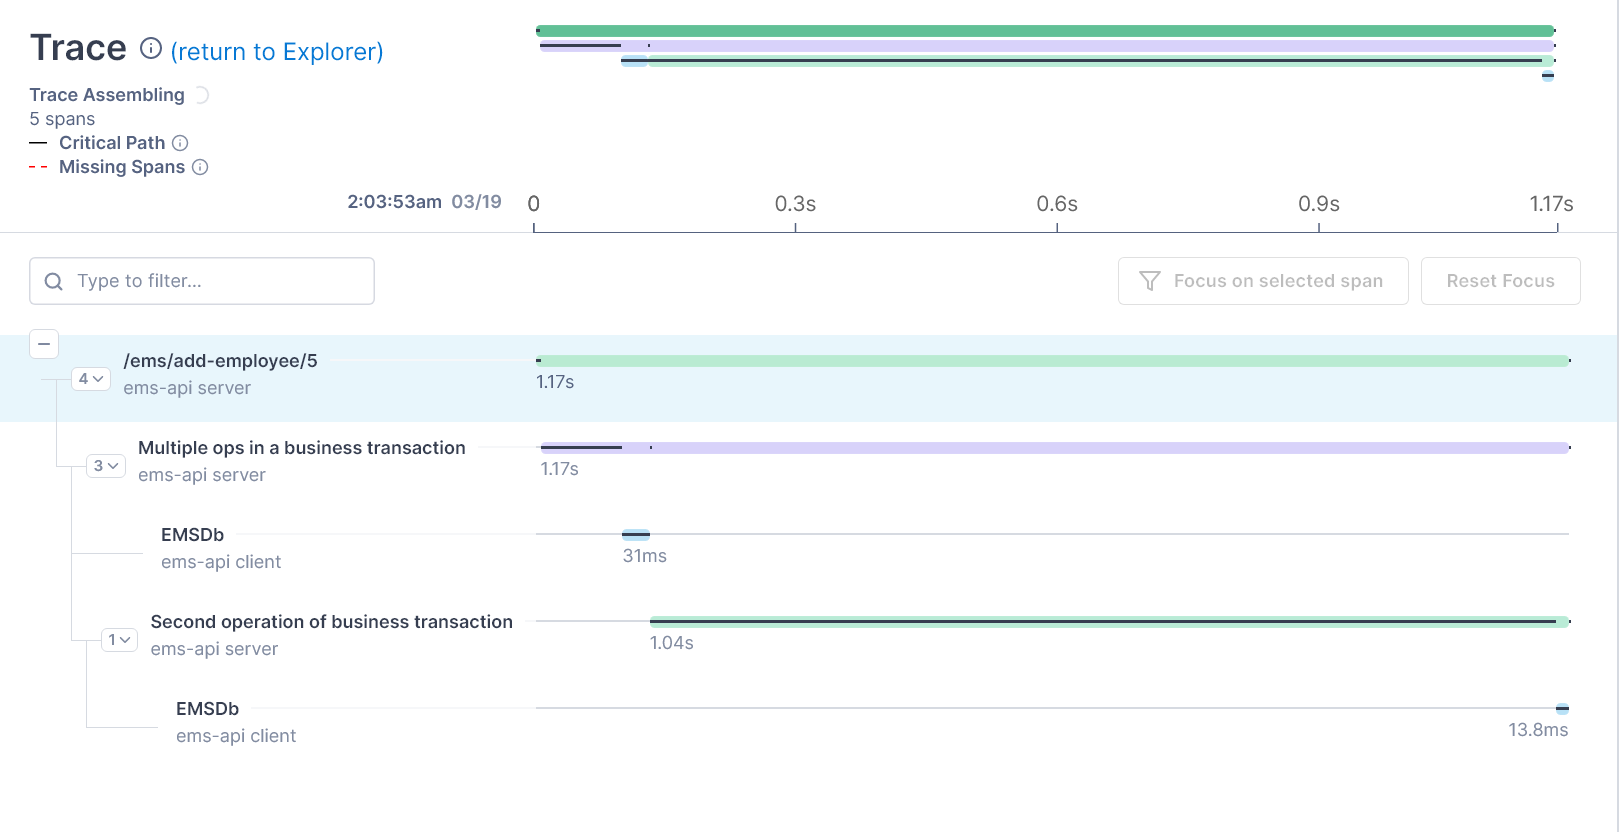 Trace (return to Explorer)
Trace Assembling
5 spans
Critical Path
Missing Spans
2:03:53am 03/19 0 0.3s 0.6s 0.9s 1.17s
Type to filter... Focus on selected span Reset Focus
4 /ems/add-employee/5
ems-api server 1.17s
3 Multiple ops in a business transaction
ems-api server 1.17s
EMSDb
ems-api client 31ms
1 Second operation of business transaction
ems-api server 1.04s
EMSDb
ems-api client 13.8ms